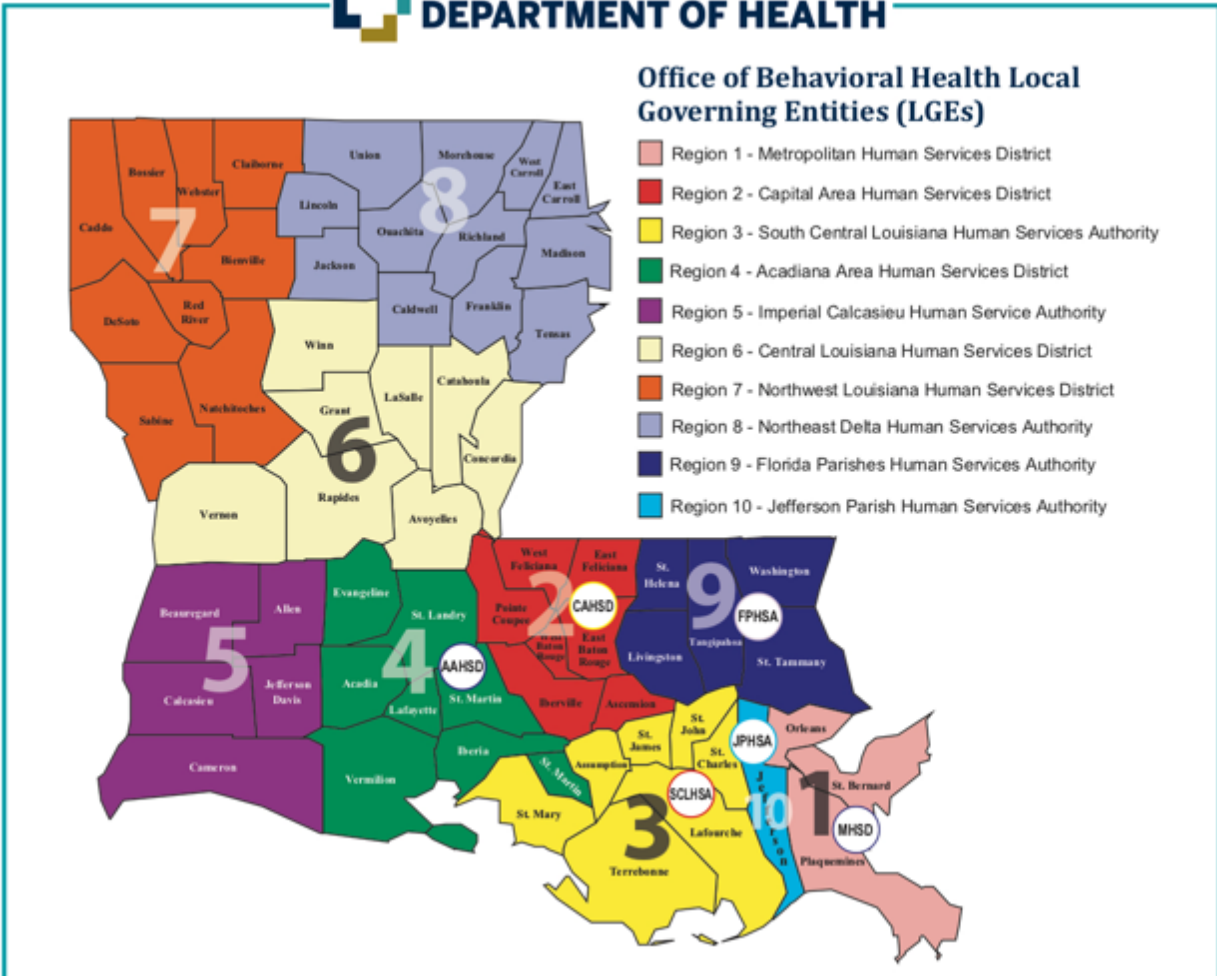 DEPARTMENT OF HEALTH
Office of Behavioral Health Local
Governing Entities (LGEs)
Region 1 - Metropolitan Human Services District
Region 2 - Capital Area Human Services District
Region 3 - South Central Louisiana Human Services Authority
Region 4 - Acadiana Area Human Services District
Region 5 - Imperial Calcasieu Human Service Authority
Region 6 - Central Louisiana Human Services District
Region 7 - Northwest Louisiana Human Services District
Region 8 - Northeast Delta Human Services Authority
Region 9 - Florida Parishes Human Services Authority
Region 10 - Jefferson Parish Human Services Authority
Caddo
Bossier
Webster
Claiborne
7
Bienville
DeSoto
Red
River
Sabine
Natchitoches
Union
Morehouse
West
Carroll
East
Carroll
Lincoln
8
Ouachita
Richland
Madison
Jackson
Caldwell
Franklin
Tensas
Winn
Grant
LaSalle
Catahoula
6
Concordia
Rapides
Vernon
Avoyelles
Beauregard
Allen
5
Calcasieu
Jefferson
Davis
Cameron
Evangeline
St. Landry
4
AAHSD
Acadia
Lafayette
St. Martin
Iberia
Vermilion
St. Martin
West
Feliciana
East
Feliciana
2
CAHSD
Pointe
Coupee
West
Baton
Rouge
East
Baton
Rouge
Iberville
Ascension
St.
Helena
9
Washington
FPHSA
Tangipahoa
Livingston
St. Tammany
St.
James
St.
John
St.
Charles
Assumption
SCLHSA
St. Mary
3
Lafourche
Terrebonne
JPHSA
Jefferson
10
Orleans
1
St. Bernard
MHSD
Plaquemines